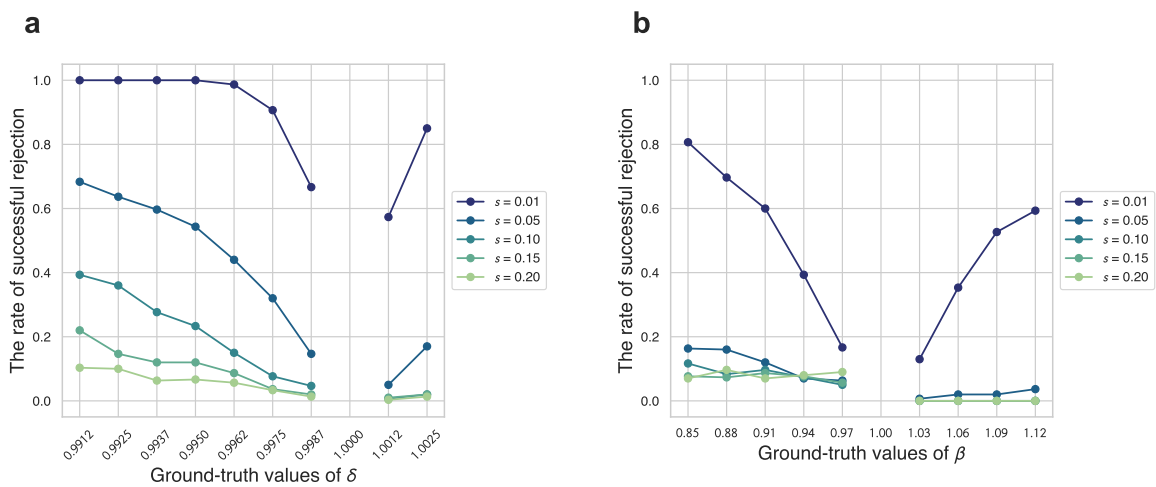 a
The rate of successful rejection
1.0
0.8
0.6
0.4
0.2
0.0
0.9912
0.9925
0.9937
0.9950
0.9962
0.9975
0.9987
1.0000
1.0012
1.0025
Ground-truth values of δ
s = 0.01
s = 0.05
s = 0.10
s = 0.15
s = 0.20
b
The rate of successful rejection
1.0
0.8
0.6
0.4
0.2
0.0
0.85
0.88
0.91
0.94
0.97
1.00
1.03
1.06
1.09
1.12
Ground-truth values of β
s = 0.01
s = 0.05
s = 0.10
s = 0.15
s = 0.20